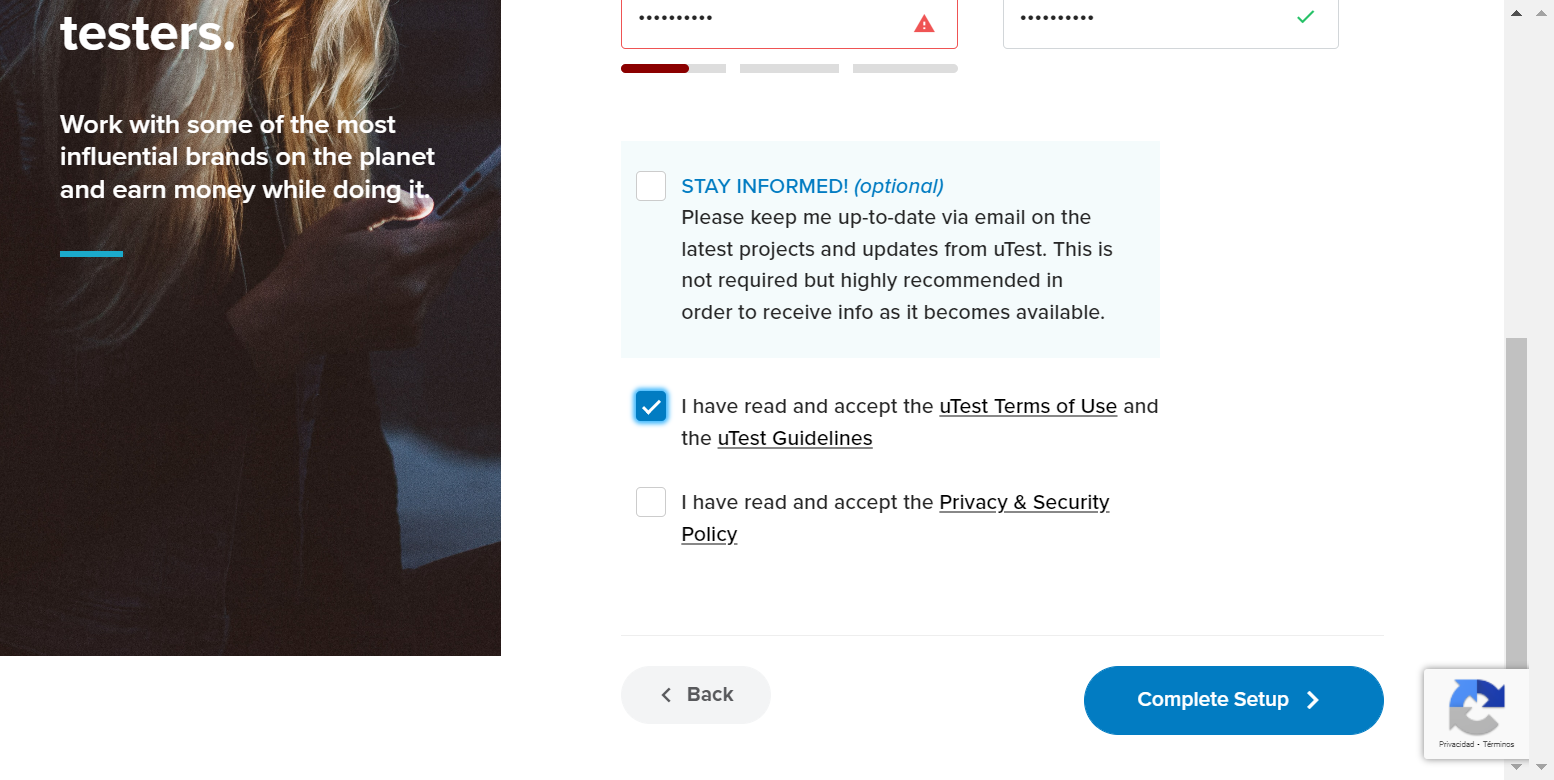 testers.
Work with some of the most
influential brands on the planet
and earn money while doing it.
••••••••••
••••••••••
STAY INFORMED! (optional)
Please keep me up-to-date via email on the
latest projects and updates from uTest. This is
not required but highly recommended in
order to receive info as it becomes available.
I have read and accept the uTest Terms of Use and
the uTest Guidelines
I have read and accept the Privacy & Security
Policy
Back
Complete Setup
Privacidad - Términos